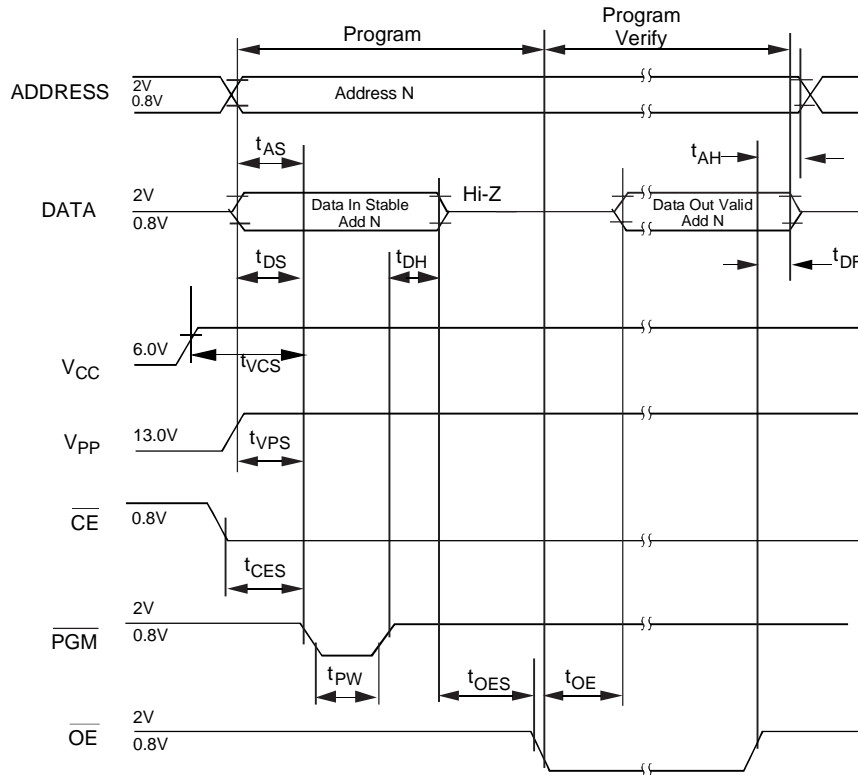 Program
Program
Verify
ADDRESS
2V
0.8V
Address N
tAS
tAH
DATA
2V
0.8V
Data In Stable
Add N
Hi-Z
Data Out Valid
Add N
tDS
tDH
tDF
VCC
6.0V
tVCS
VPP
13.0V
tVPS
CE
0.8V
tCES
PGM
2V
0.8V
tPW
tOES
tOE
OE
2V
0.8V